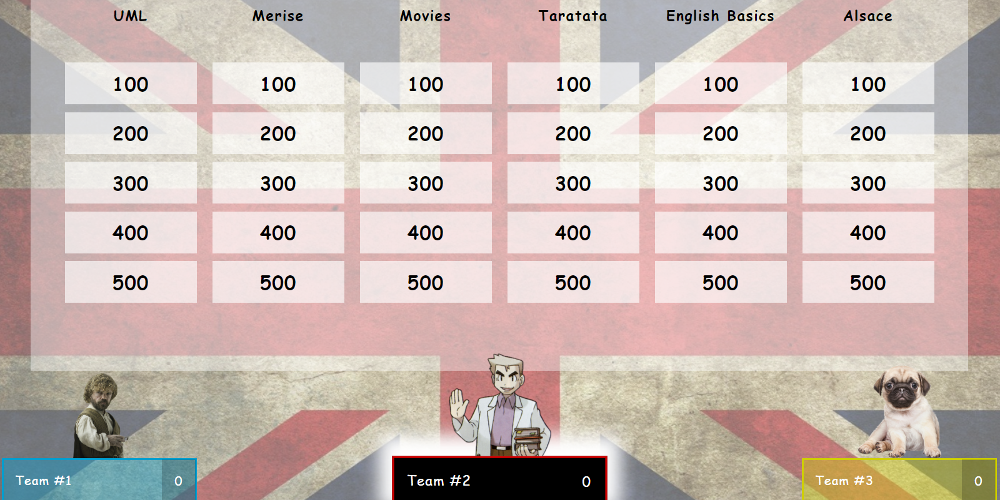 UML Merise Movies Taratata English Basics Alsace
100 100 100 100 100 100
200 200 200 200 200 200
300 300 300 300 300 300
400 400 400 400 400 400
500 500 500 500 500 500
Team #1 0 Team #2 0 Team #3 0